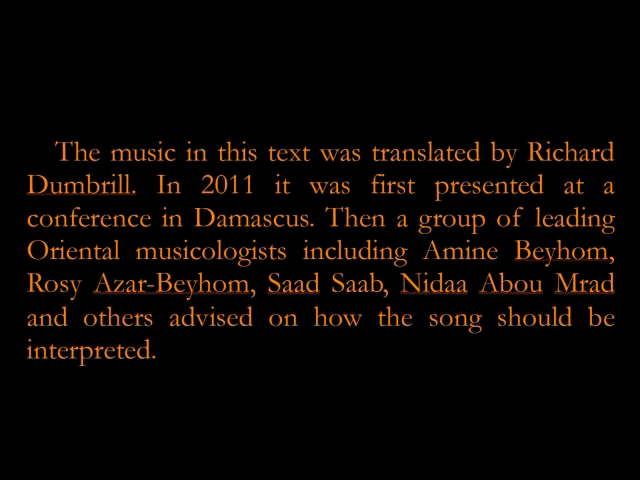 The music in this text was translated by Richard
Dumbrill. In 2011 it was first presented at a
conference in Damascus. Then a group of leading
Oriental musicologists including Amine Beyhom,
Rosy Azar-Beyhom, Saad Saab, Nidaa Abou Mrad
and others advised on how the song should be
interpreted.